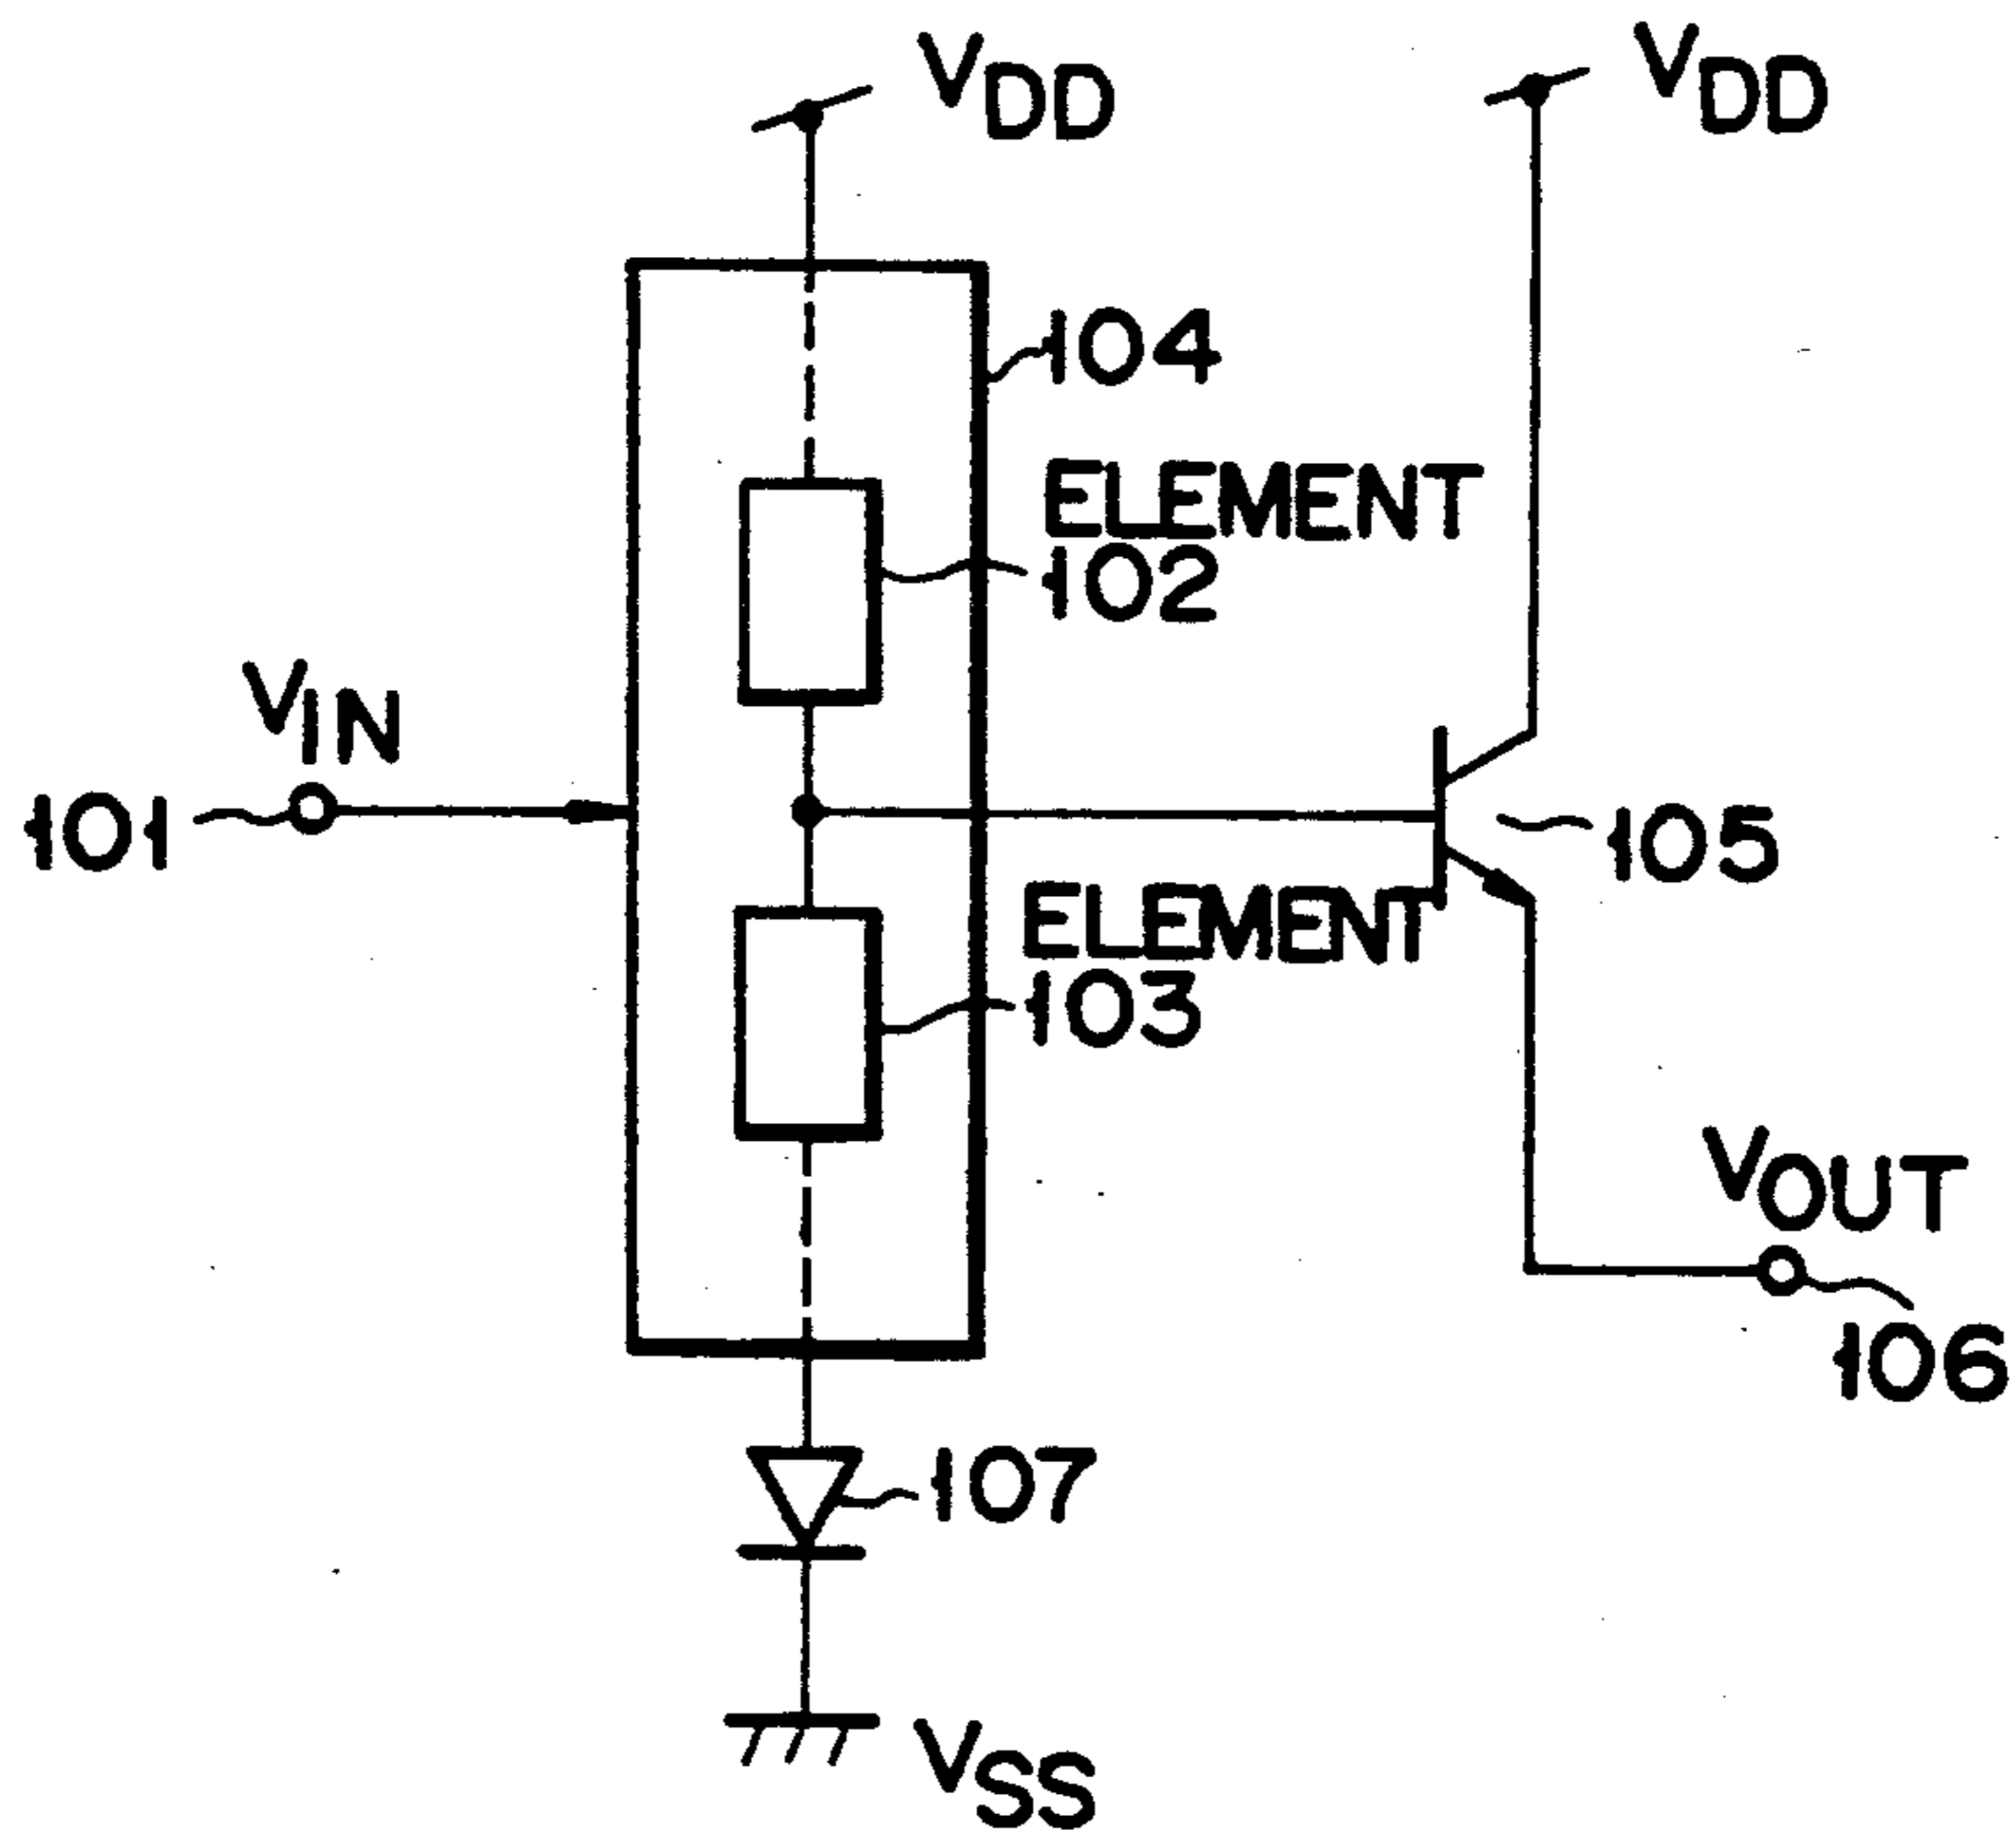 VDD
VDD
104
ELEMENT
102
VIN
101
105
ELEMENT
103
VOUT
106
107
VSS